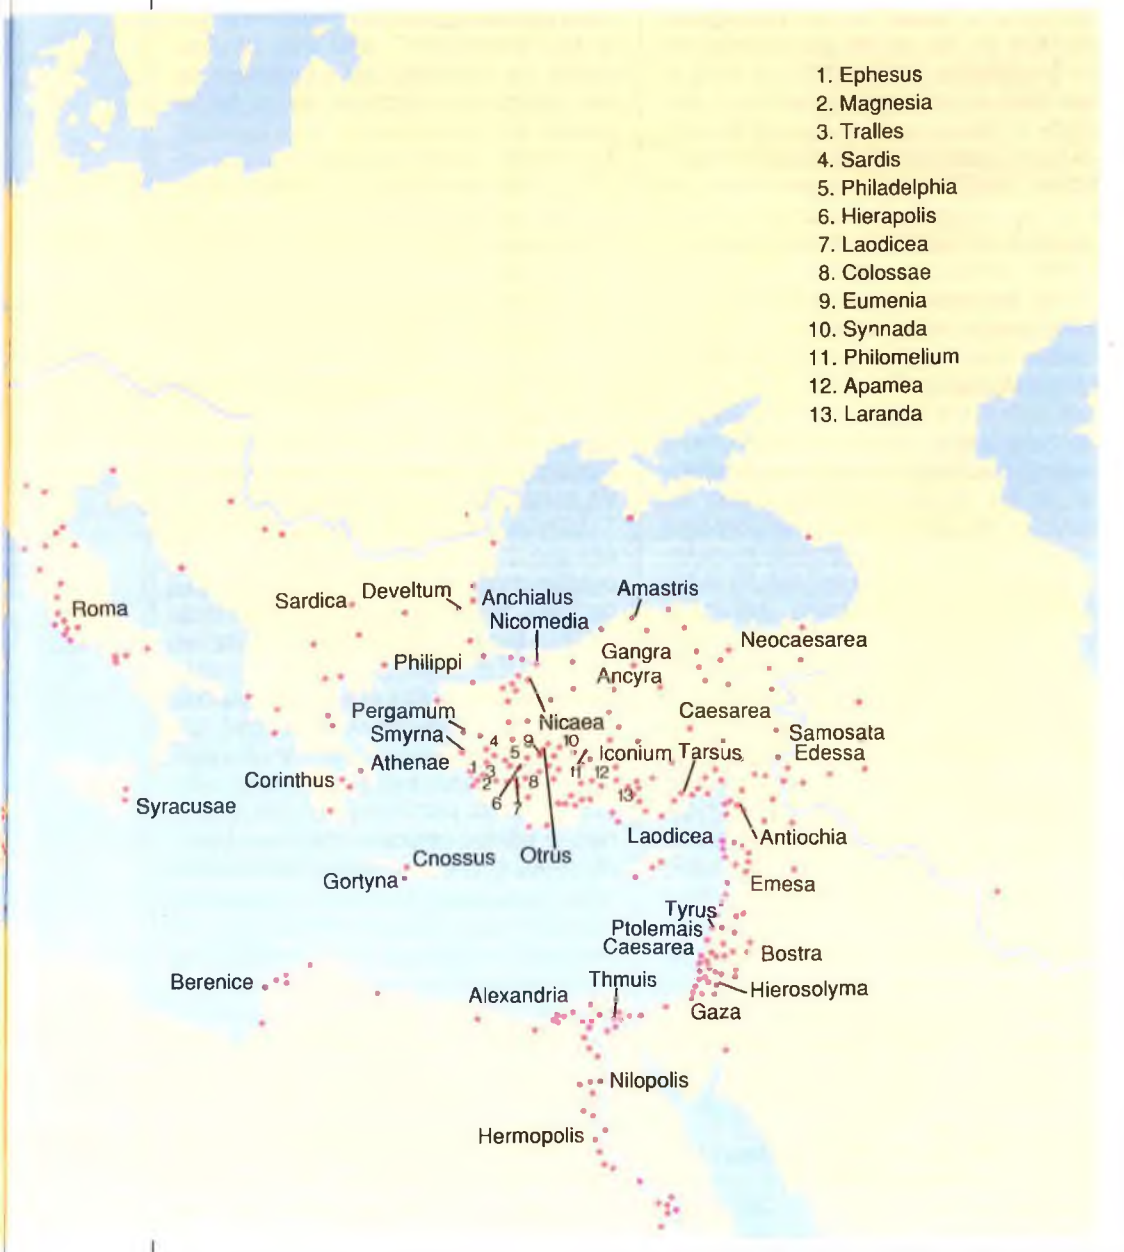 1. Ephesus
2. Magnesia
3. Tralles
4. Sardis
5. Philadelphia
6. Hierapolis
7. Laodicea
8. Colossae
9. Eumenia
10. Synnada
11. Philomelium
12. Apamea
13. Laranda
Amastris
Develtum
Anchialus
Sardica
Roma
Nicomedia
Neocaesarea
Gangra
Philippi
Ancyra
Pergamum
Caesarea
Nicaea
Smyrna
Samosata
4
9
10
5
Iconium
Tarsus
Edessa
Athenae
1
3
11
12
Corinthus
2
8
13
6
7
Syracusae
Laodicea
Antiochia
Cnossus
Otrus
Gortyna
Emesa
Tyrus
Ptolemais
Caesarea
Bostra
Berenice
Thmuis
Hierosolyma
Alexandria
Gaza
Nilopolis
Hermopolis